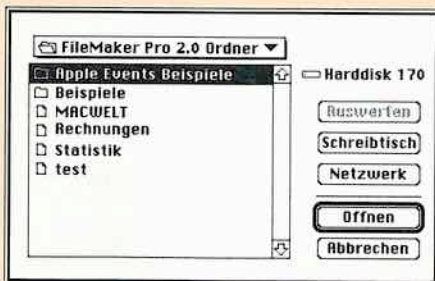 FileMaker Pro 2.0 Ordner
Apple Events Beispiele
Harddisk 170
Beispiele
MACWELT
Rechnungen
Statistik
test
Auswerfen
Schreibtisch
Netzwerk
Öffnen
Abbrechen